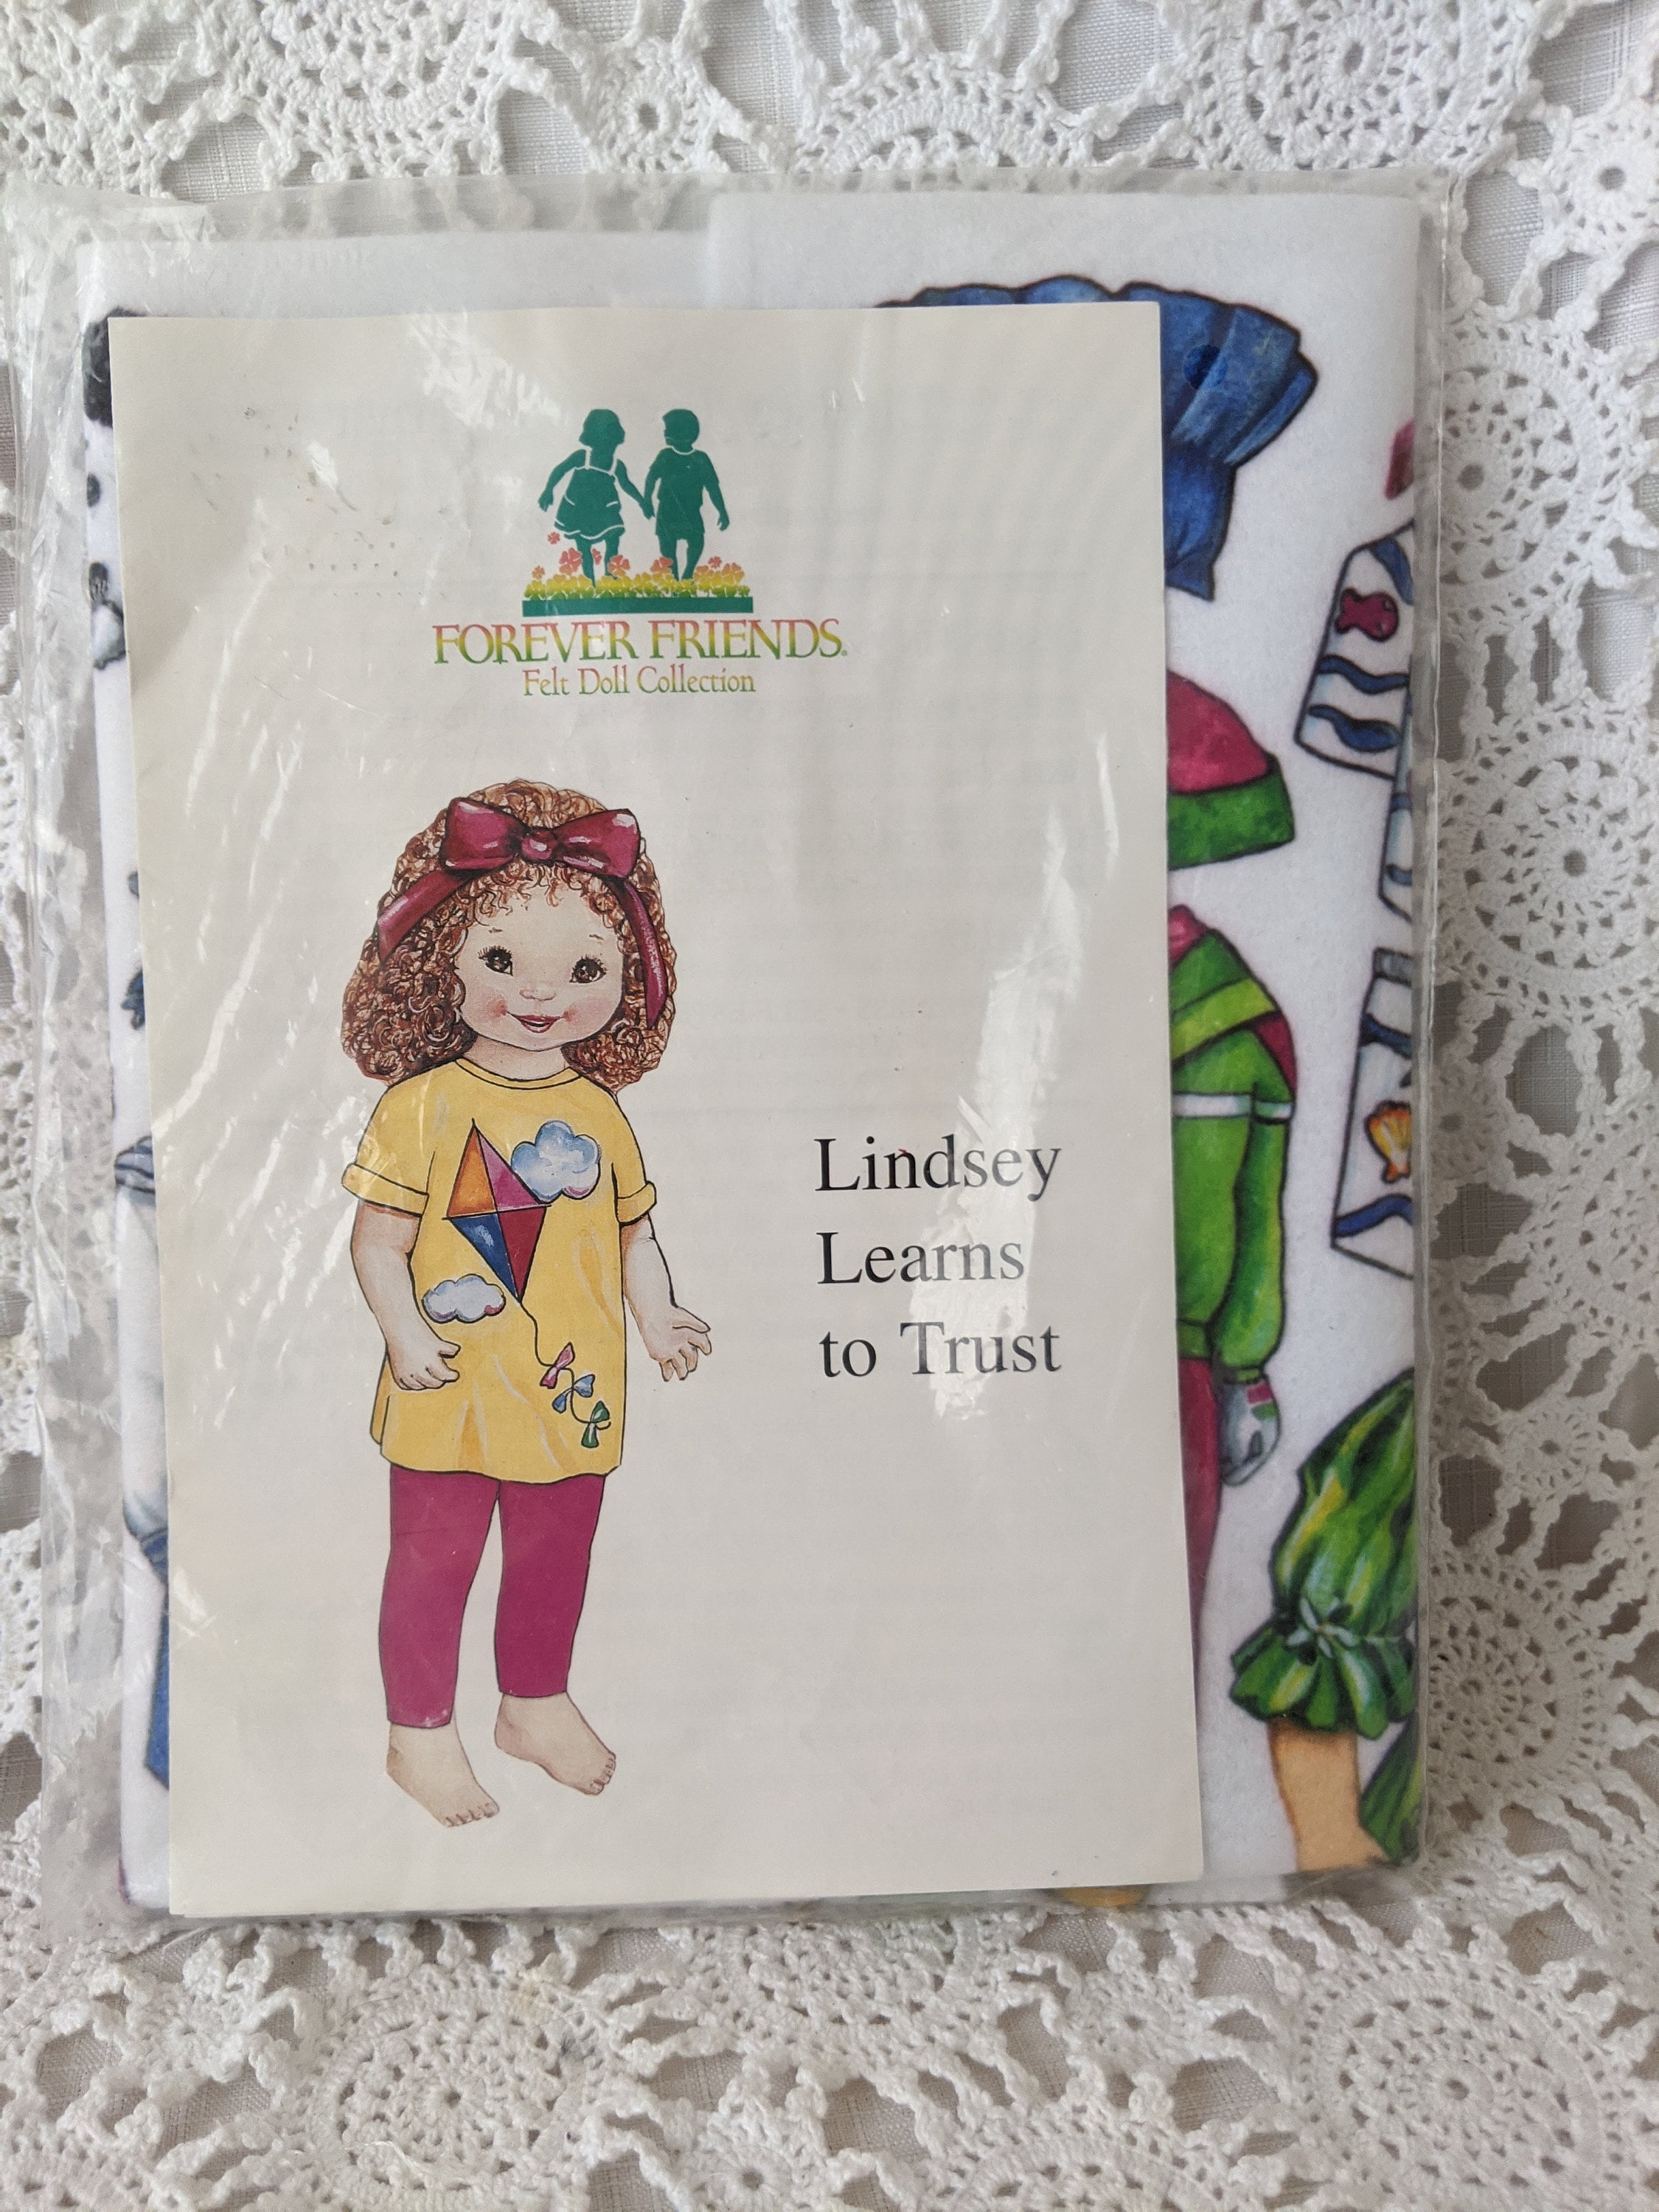 FOREVER FRIENDS®
Felt Doll Collection
Lindsey
Learns
to Trust